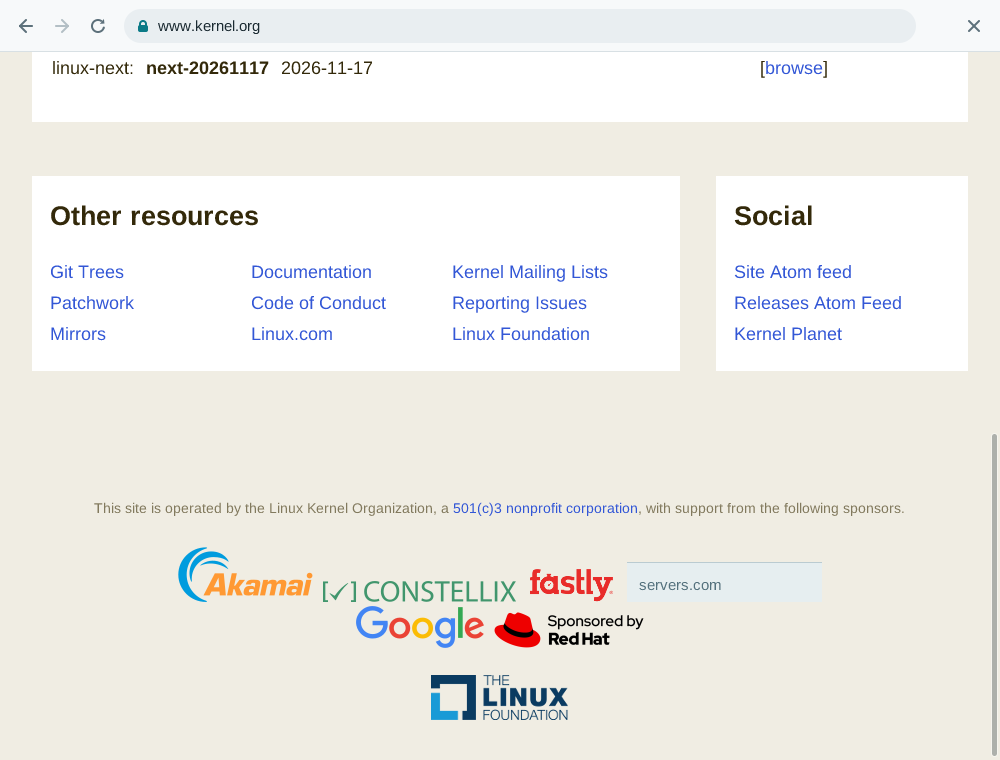 www.kernel.org
linux-next: next-20261117 2026-11-17 [browse]
Other resources
Git Trees Documentation Kernel Mailing Lists
Patchwork Code of Conduct Reporting Issues
Mirrors Linux.com Linux Foundation
Social
Site Atom feed
Releases Atom Feed
Kernel Planet
This site is operated by the Linux Kernel Organization, a 501(c)3 nonprofit corporation, with support from the following sponsors.
Akamai [✓] CONSTELLIX fastly. servers.com
Google Sponsored by
Red Hat
THE
LINUX
FOUNDATION